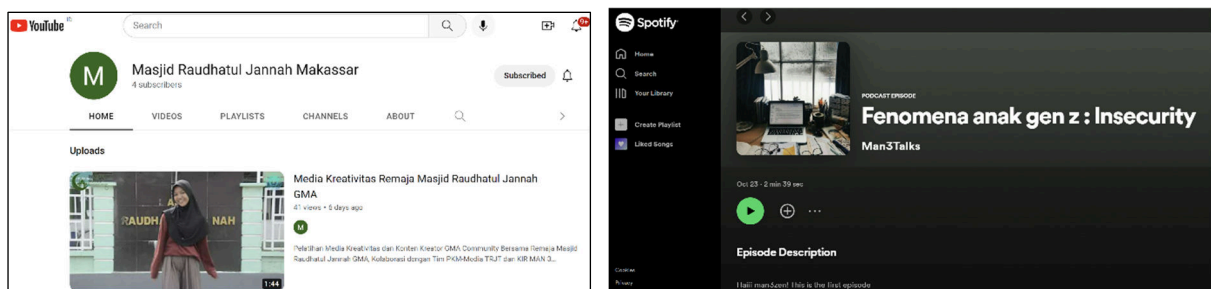 YouTube ID
Search
9+
M
Masjid Raudhatul Jannah Makassar
4 subscribers
Subscribed
HOME
VIDEOS
PLAYLISTS
CHANNELS
ABOUT
Uploads
RAUDH NAH
1:44
Media Kreativitas Remaja Masjid Raudhatul Jannah
GMA
41 views • 6 days ago
M
Pelatihan Media Kreativitas dan Konten Kreator GMA Community Bersama Remaja Masjid
Raudhatul Jannah GMA, Kolaborasi dengan Tim PKM-Media TRJT dan KIR MAN 3...
Spotify
Home
Search
Your Library
Create Playlist
Liked Songs
Cookies
Privacy
PODCAST EPISODE
Fenomena anak gen z : Insecurity
Man3Talks
Oct 23 • 2 min 39 sec
Episode Description
Haiii man3zen! This is the first episode